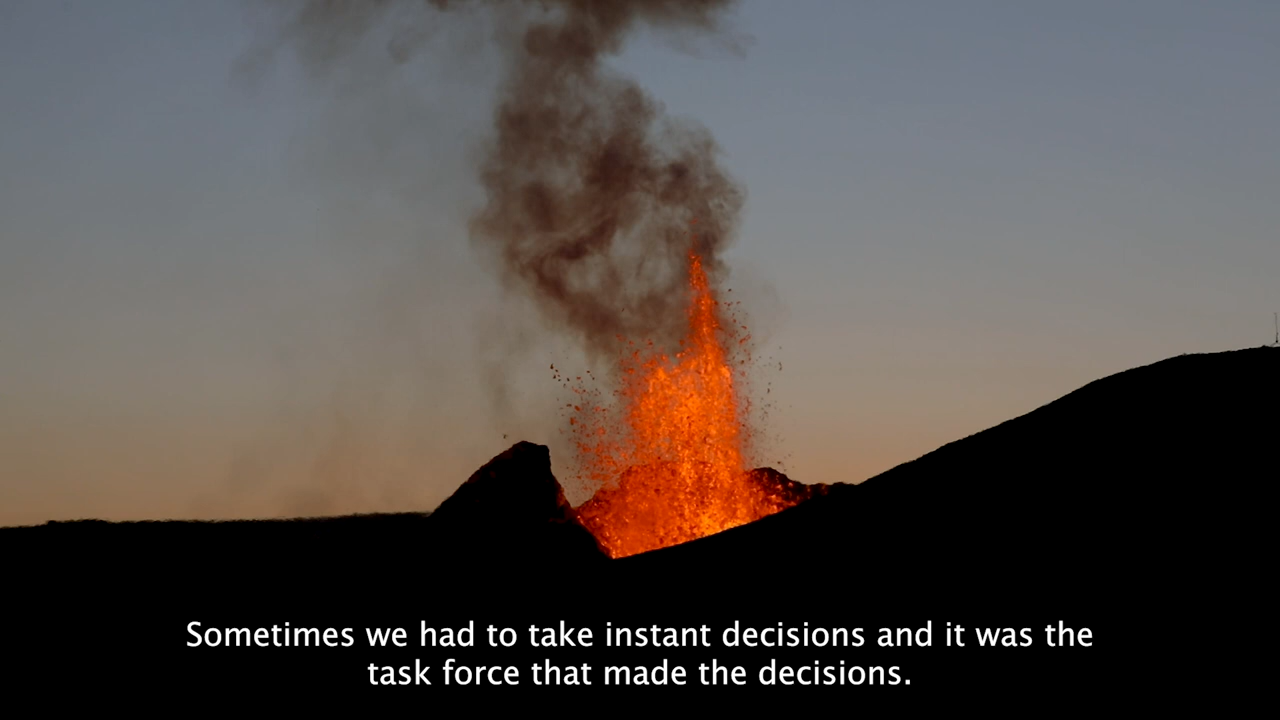 Sometimes we had to take instant decisions and it was the
task force that made the decisions.